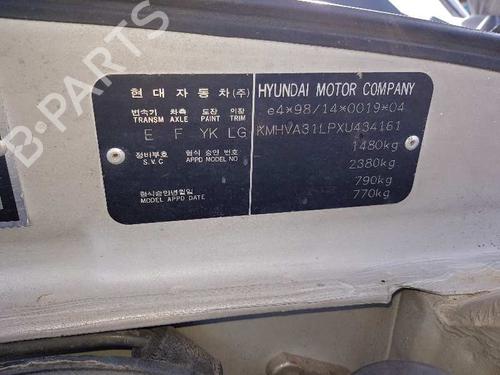 B-PARTS
현대자동차(주)
HYUNDAI MOTOR COMPANY
변속기 차축 도장 인장
TRANSM AXLE PAINT TRIM
E F YK LG
e4*98/14*0019*04
KMHVA31LPXU434161
정비부호 형식 승인 번호
S.V.C APPD MODEL NO
1480kg
2380kg
790kg
770kg
형식승인년월일
MODEL APPD DATE